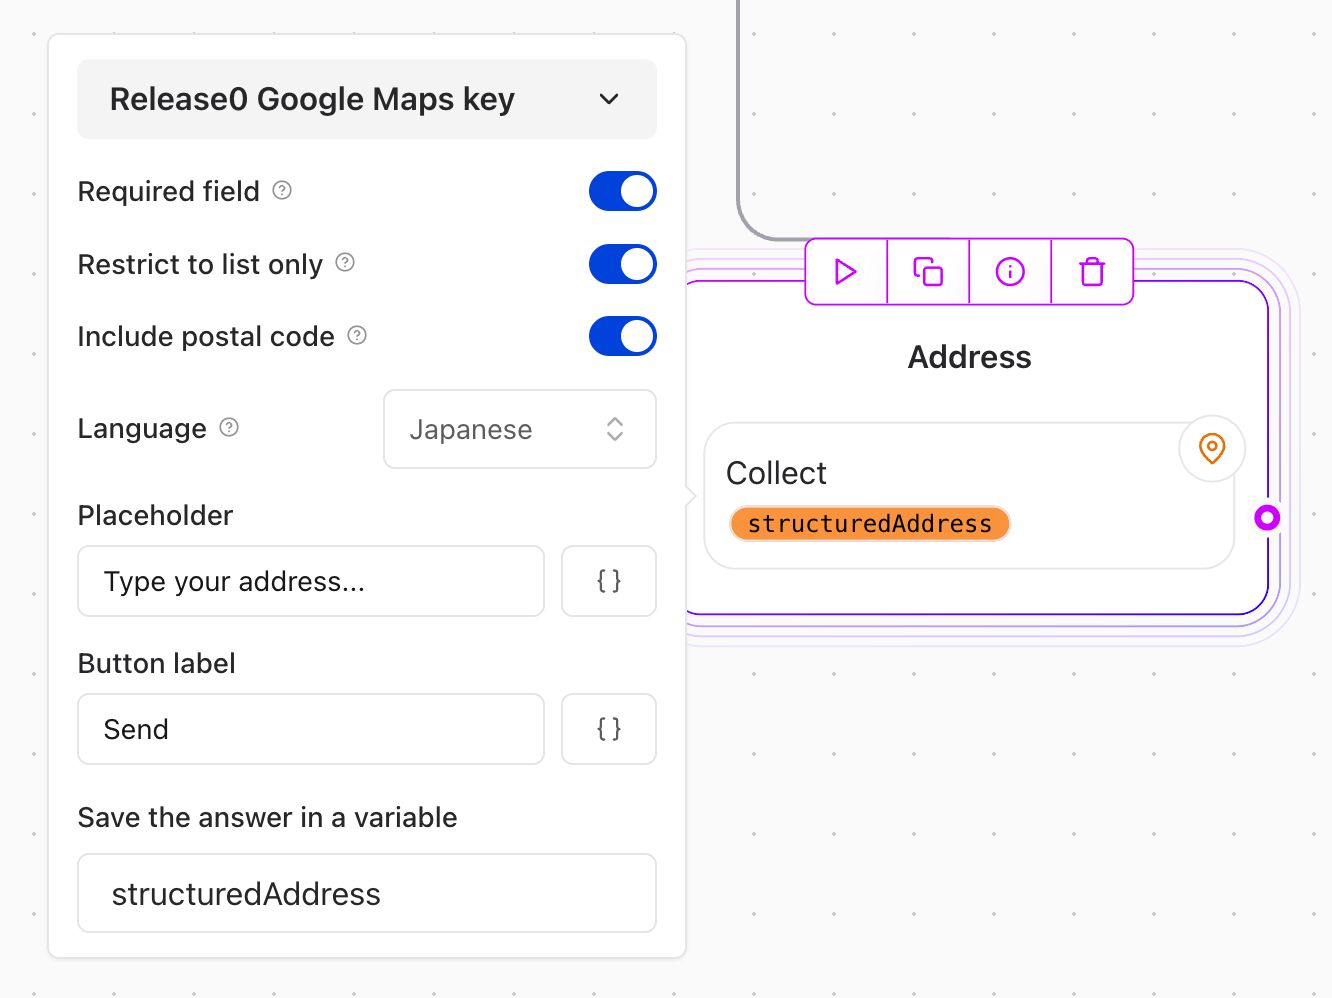 Release0 Google Maps key
Required field
Restrict to list only
Include postal code
Language
Japanese
Placeholder
Type your address...
{}
Button label
Send
{}
Save the answer in a variable
structuredAddress
Address
Collect
structuredAddress